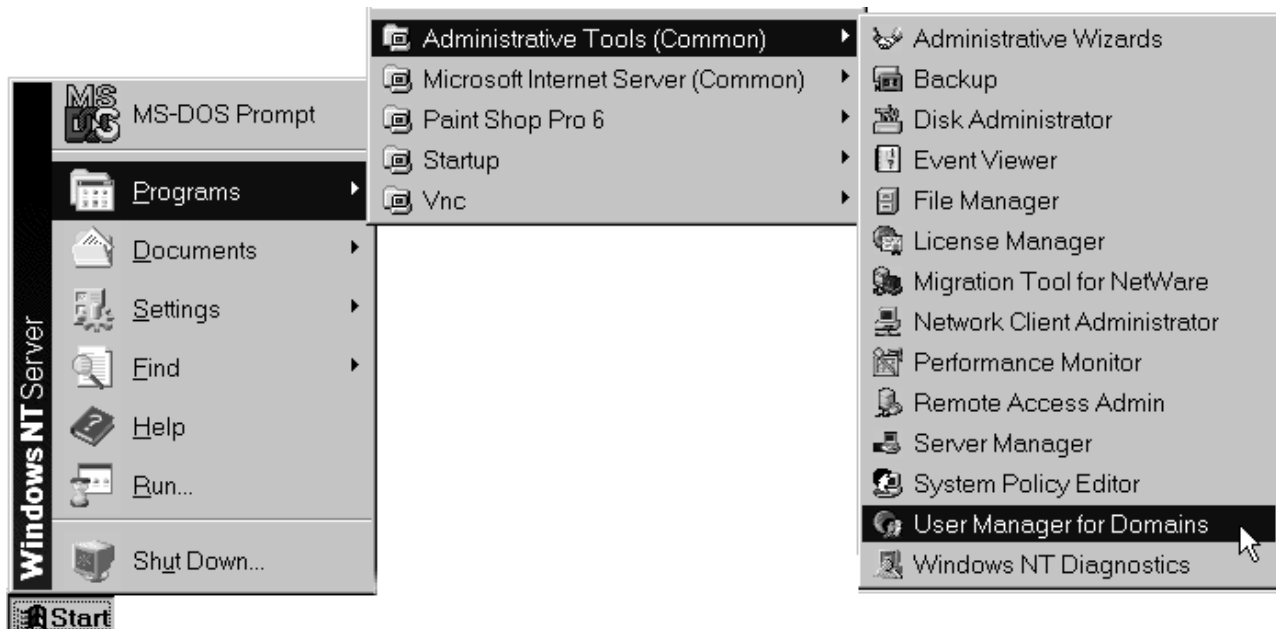 MS-DOS Prompt
Programs
Documents
Settings
Find
Help
Run...
Shut Down...
Windows NT Server
Start
Administrative Tools (Common)
Microsoft Internet Server (Common)
Paint Shop Pro 6
Startup
Vnc
Administrative Wizards
Backup
Disk Administrator
Event Viewer
File Manager
License Manager
Migration Tool for NetWare
Network Client Administrator
Performance Monitor
Remote Access Admin
Server Manager
System Policy Editor
User Manager for Domains
Windows NT Diagnostics